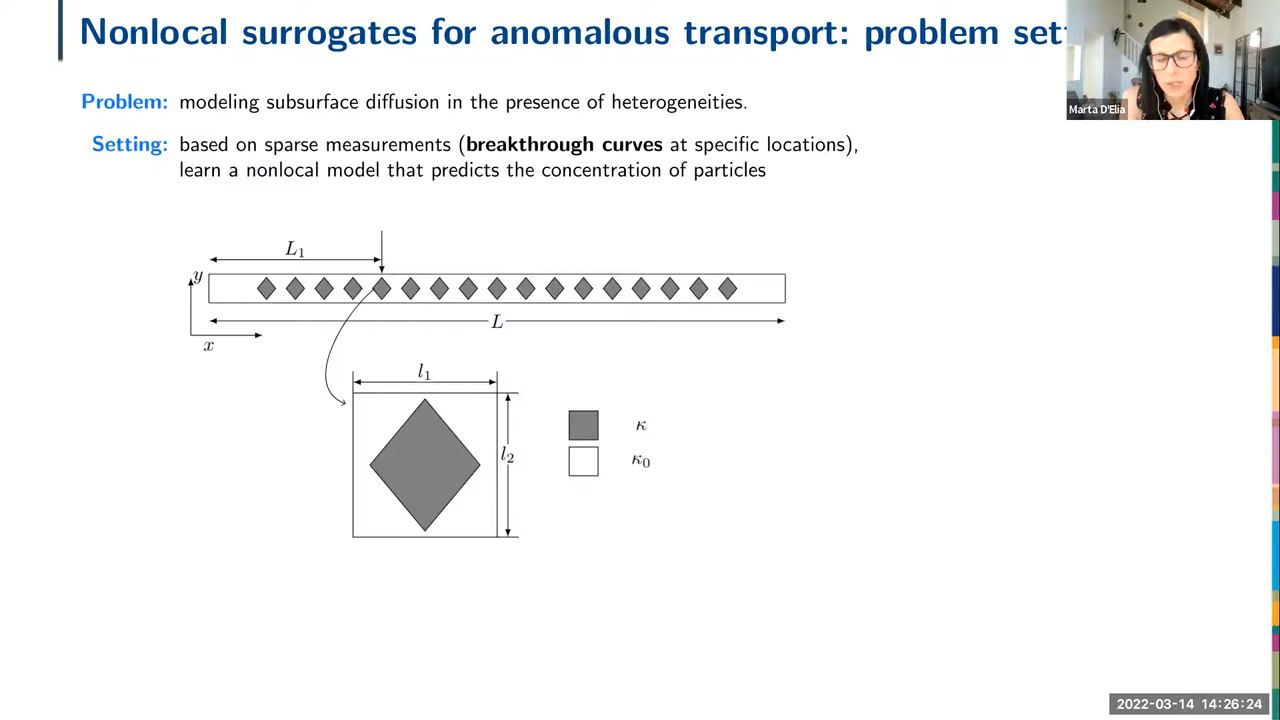 Nonlocal surrogates for anomalous transport: problem sett
Marta D'Elia
Problem: modeling subsurface diffusion in the presence of heterogeneities.
Setting: based on sparse measurements (breakthrough curves at specific locations),
learn a nonlocal model that predicts the concentration of particles
L₁
y
L
x
l₁
κ
l₂
κ₀
2022-03-14 14:26:24